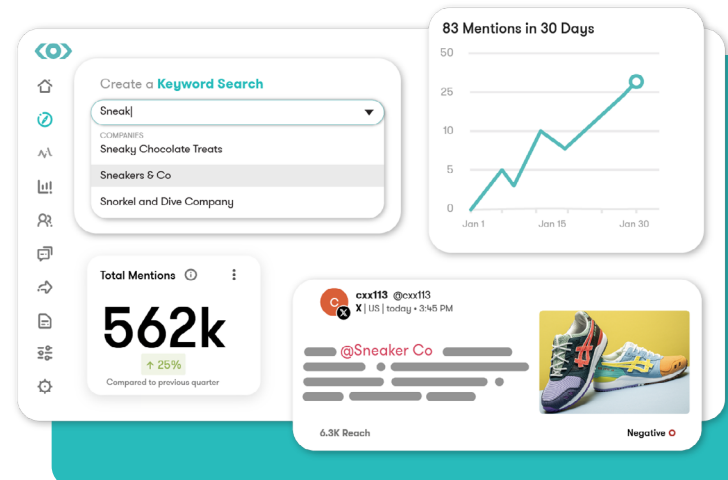 Create a Keyword Search
Sneak
COMPANIES
Sneaky Chocolate Treats
Sneakers & Co
Snorkel and Dive Company
83 Mentions in 30 Days
50
25
10
5
0
Jan 1 Jan 15 Jan 30
Total Mentions
562k
↑ 25%
Compared to previous quarter
C
cxx113 @cxx113
X | US | today • 3:45 PM
@Sneaker Co
6.3K Reach
Negative